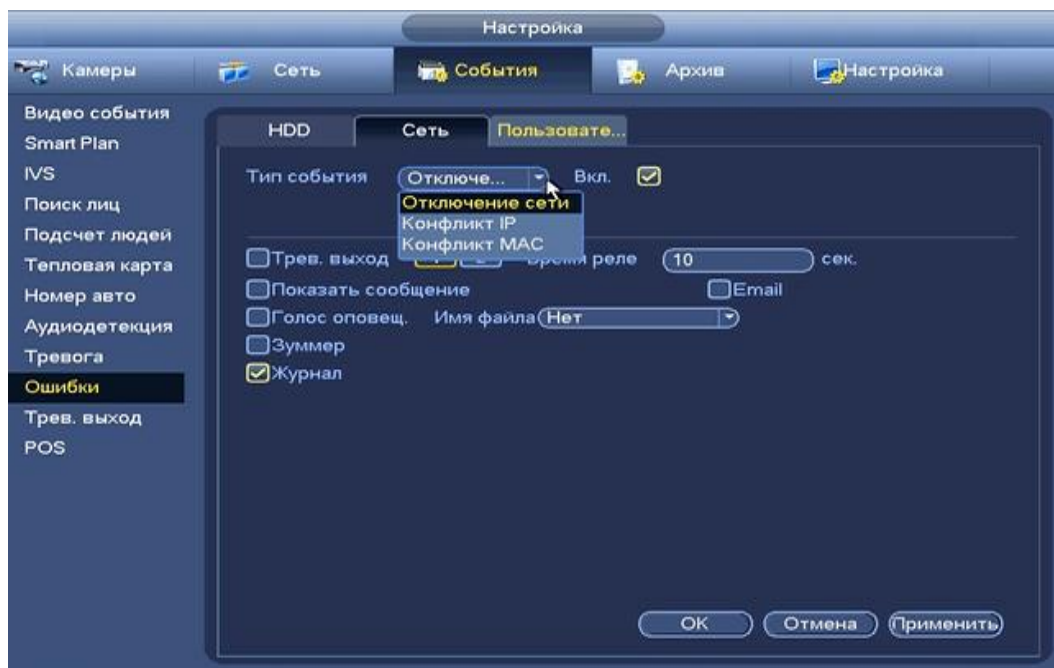 Настройка
Камеры Сеть События Архив Настройка
Видео события
Smart Plan
IVS
Поиск лиц
Подсчет людей
Тепловая карта
Номер авто
Аудиодетекция
Тревога
Ошибки
Трев. выход
POS
HDD Сеть Пользовате...
Тип события Отключе... Вкл.
Отключение сети
Конфликт IP
Конфликт MAC
Трев. выход реле 10 сек.
Показать сообщение Email
Голос оповещ. Имя файла Нет
Зуммер
Журнал
OK Отмена Применить